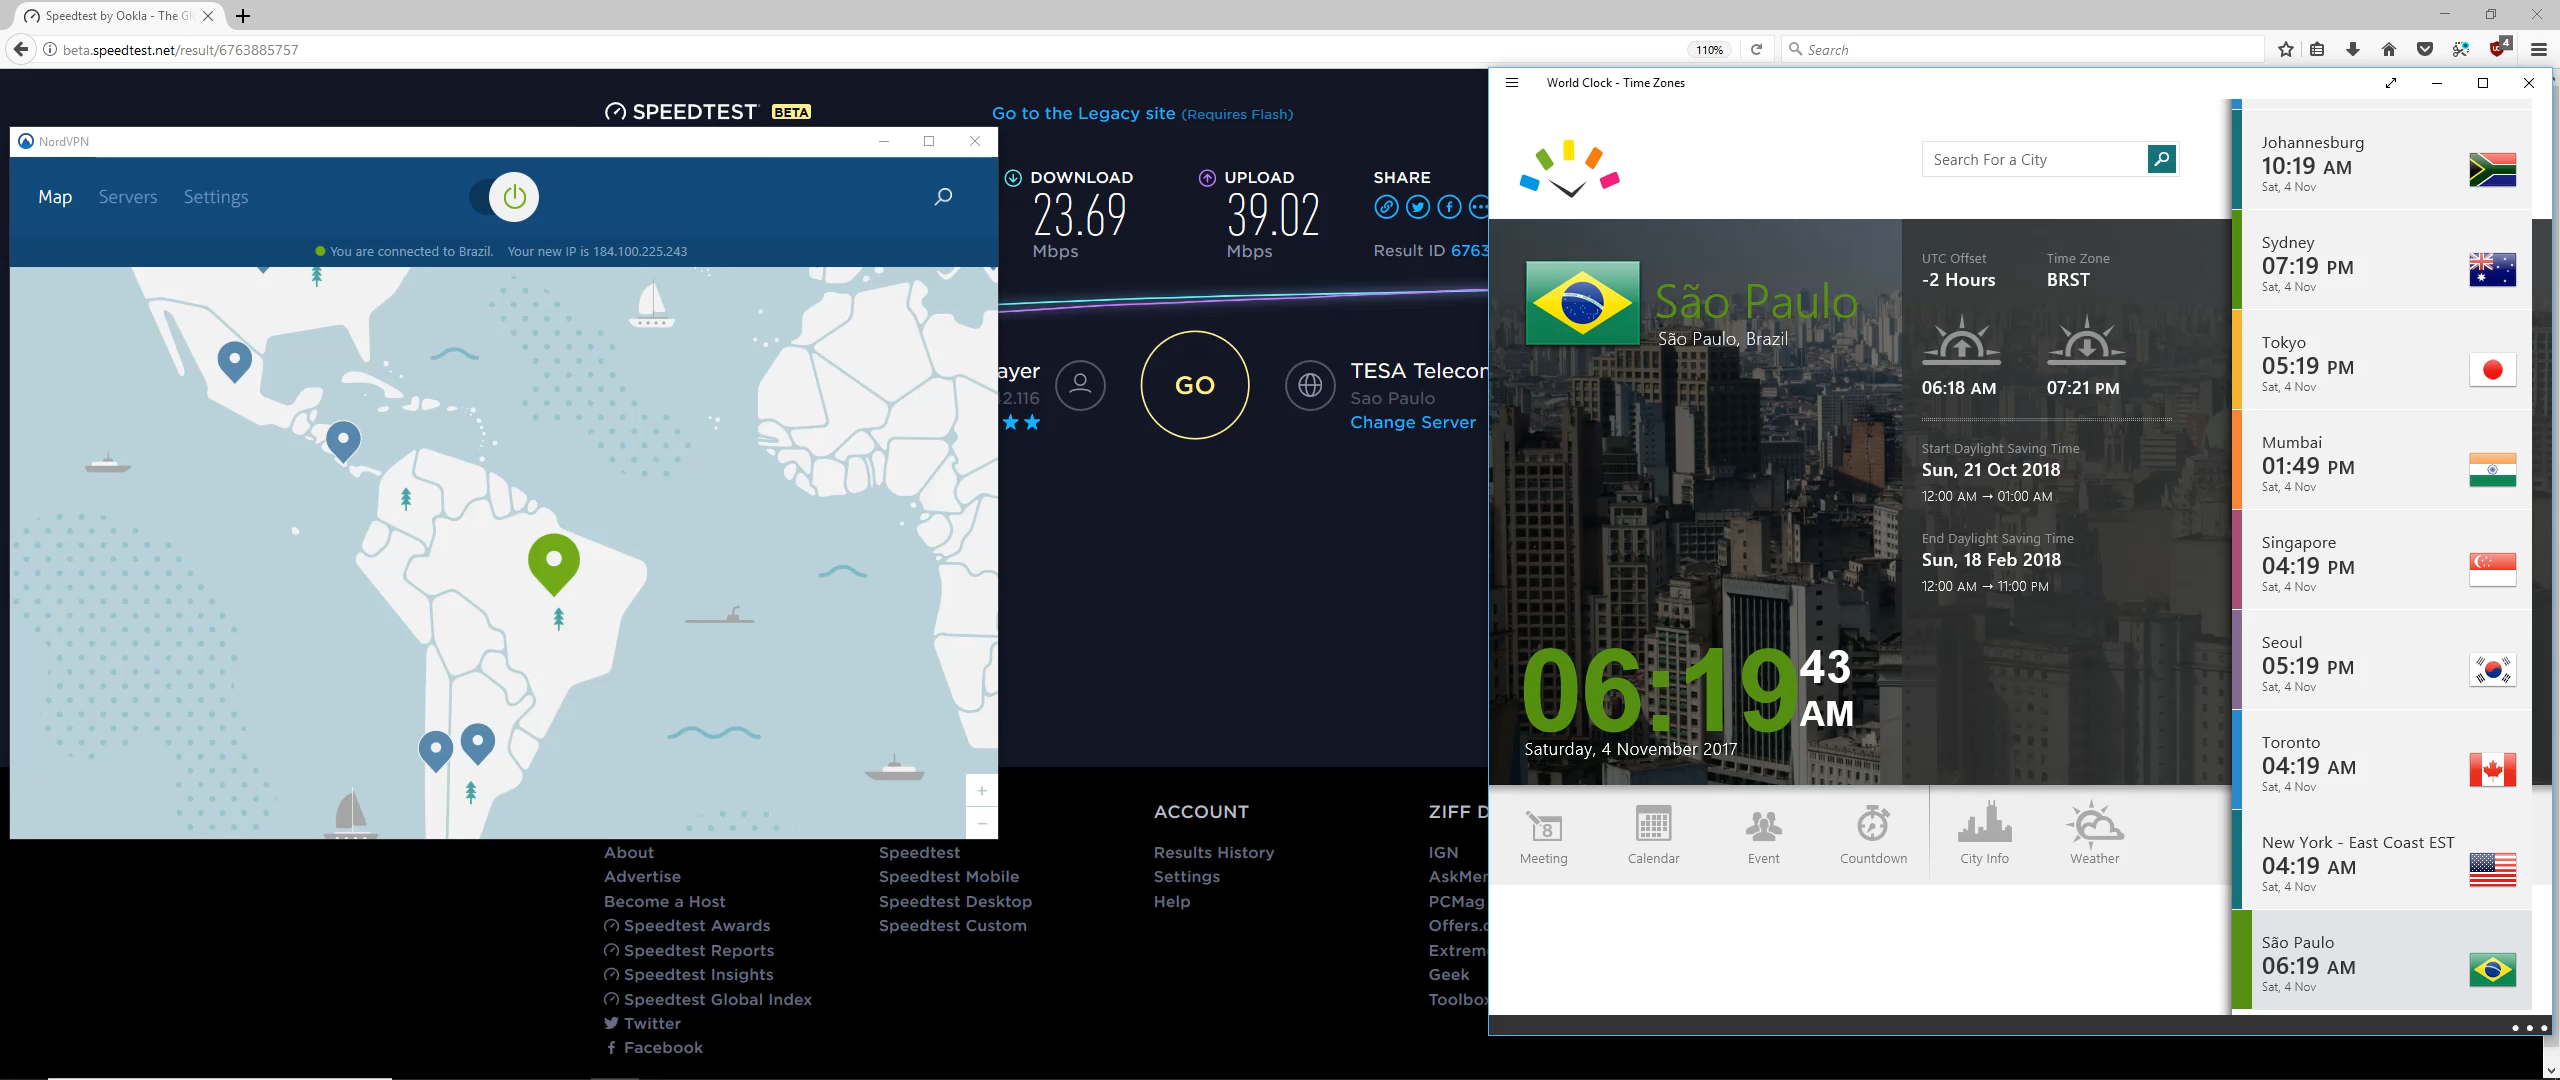 Speedtest by Ookla - The Gl
beta.speedtest.net/result/6763885757
110%
Search
4
SPEEDTEST BETA
Go to the Legacy site (Requires Flash)
NordVPN
Map
Servers
Settings
You are connected to Brazil. Your new IP is 184.100.225.243
DOWNLOAD
23.69
Mbps
UPLOAD
39.02
Mbps
SHARE
Result ID 6763
ayer
2.116
GO
TESA Telecor
Sao Paulo
Change Server
+
−
About
Advertise
Become a Host
Speedtest Awards
Speedtest Reports
Speedtest Insights
Speedtest Global Index
Twitter
Facebook
Speedtest
Speedtest Mobile
Speedtest Desktop
Speedtest Custom
ACCOUNT
Results History
Settings
Help
ZIFF D
IGN
AskMer
PCMag
Offers.c
Extrem
Geek
Toolbo
World Clock - Time Zones
Search For a City
São Paulo
São Paulo, Brazil
06:19 43 AM
Saturday, 4 November 2017
UTC Offset
-2 Hours
Time Zone
BRST
06:18 AM
07:21 PM
Start Daylight Saving Time
Sun, 21 Oct 2018
12:00 AM → 01:00 AM
End Daylight Saving Time
Sun, 18 Feb 2018
12:00 AM → 11:00 PM
8
Meeting
Calendar
Event
Countdown
City Info
Weather
Johannesburg
10:19 AM
Sat, 4 Nov
Sydney
07:19 PM
Sat, 4 Nov
Tokyo
05:19 PM
Sat, 4 Nov
Mumbai
01:49 PM
Sat, 4 Nov
Singapore
04:19 PM
Sat, 4 Nov
Seoul
05:19 PM
Sat, 4 Nov
Toronto
04:19 AM
Sat, 4 Nov
New York - East Coast EST
04:19 AM
Sat, 4 Nov
São Paulo
06:19 AM
Sat, 4 Nov